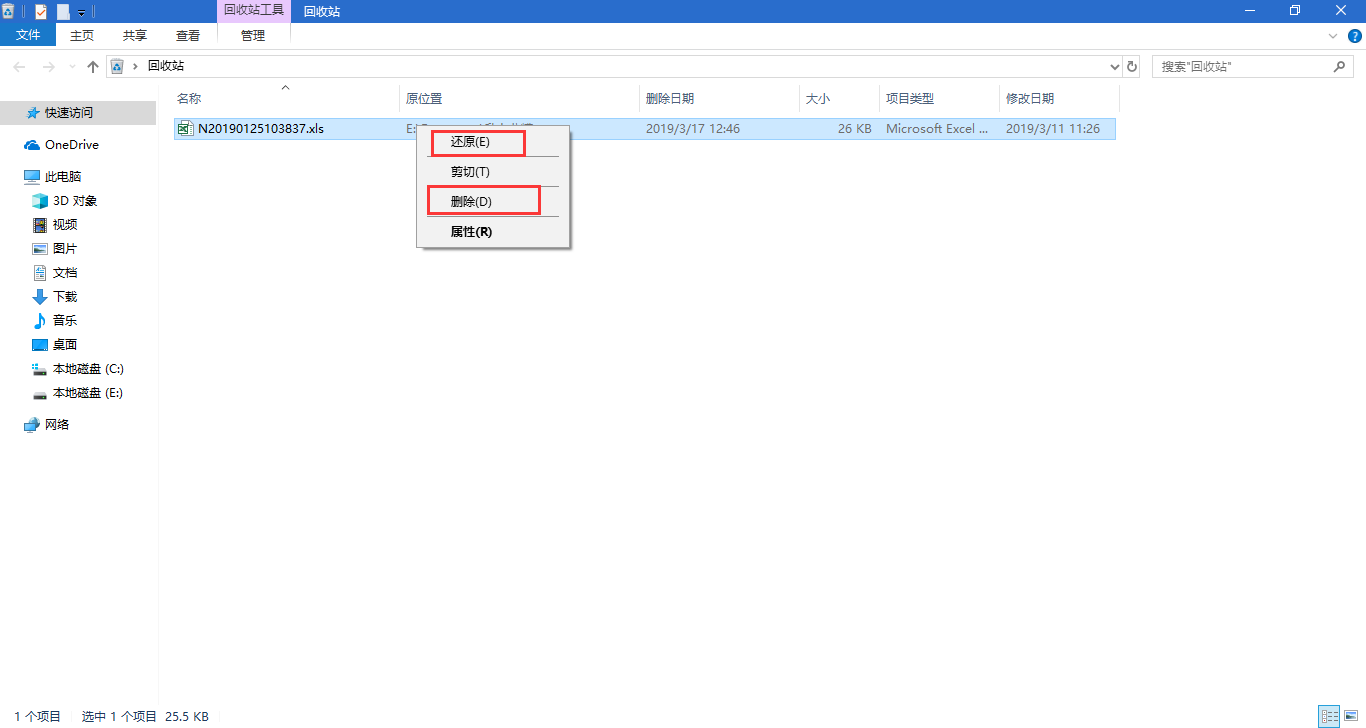 回收站工具 回收站
文件 主页 共享 查看 管理
回收站 搜索"回收站"
名称 原位置 删除日期 大小 项目类型 修改日期
N20190125103837.xls E: 2019/3/17 12:46 26 KB Microsoft Excel ... 2019/3/11 11:26
还原(E)
剪切(T)
删除(D)
属性(R)
快速访问
OneDrive
此电脑
3D 对象
视频
图片
文档
下载
音乐
桌面
本地磁盘 (C:)
本地磁盘 (E:)
网络
1 个项目 选中 1 个项目 25.5 KB